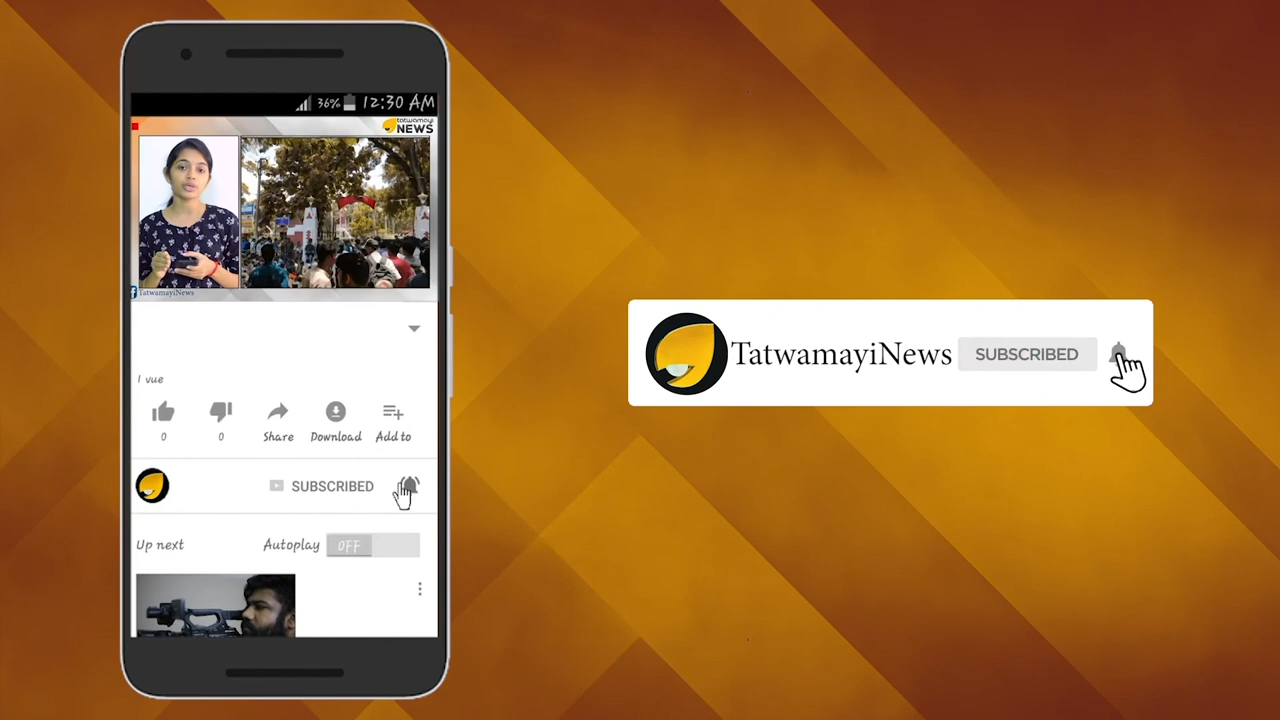 36% 12:30 AM
tatwamayi
NEWS
TatwamayiNews
1 vue
0 0 Share Download Add to
SUBSCRIBED
Up next Autoplay OFF
TatwamayiNews SUBSCRIBED